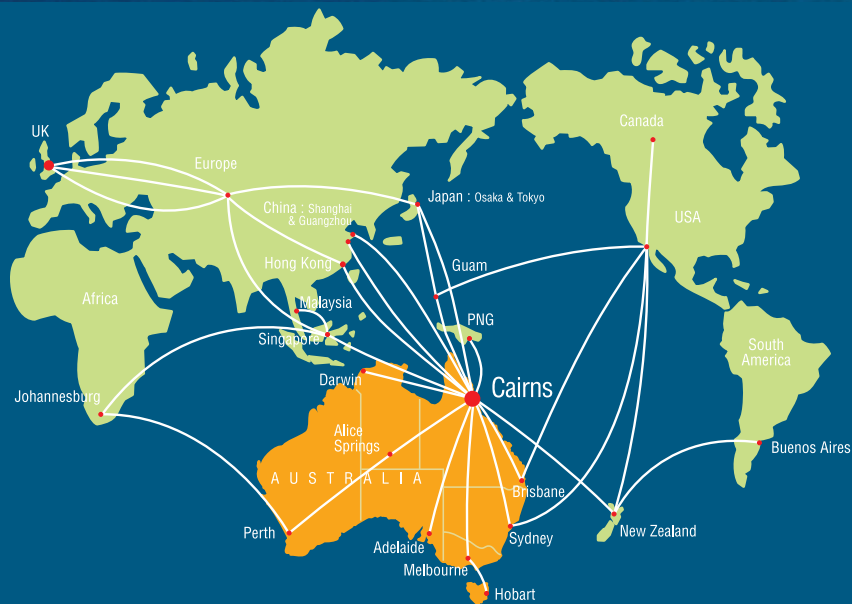 UK
Europe
Canada
USA
China : Shanghai
& Guangzhou
Japan : Osaka & Tokyo
Hong Kong
Guam
Africa
Malaysia
PNG
Singapore
South
America
Darwin
Cairns
Johannesburg
Alice
Springs
AUSTRALIA
Buenos Aires
Brisbane
Perth
Adelaide
Sydney
New Zealand
Melbourne
Hobart